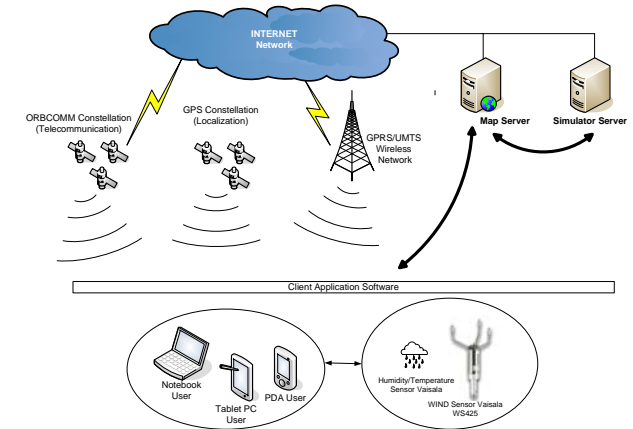 INTERNET
Network
ORBCOMM Constellation
(Telecommunication)
GPS Constellation
(Localization)
GPRS/UMTS
Wireless
Network
Map Server
Simulator Server
Client Application Software
Notebook
User
Tablet PC
User
PDA User
Humidity/Temperature
Sensor Vaisala
WIND Sensor Vaisala
WS425